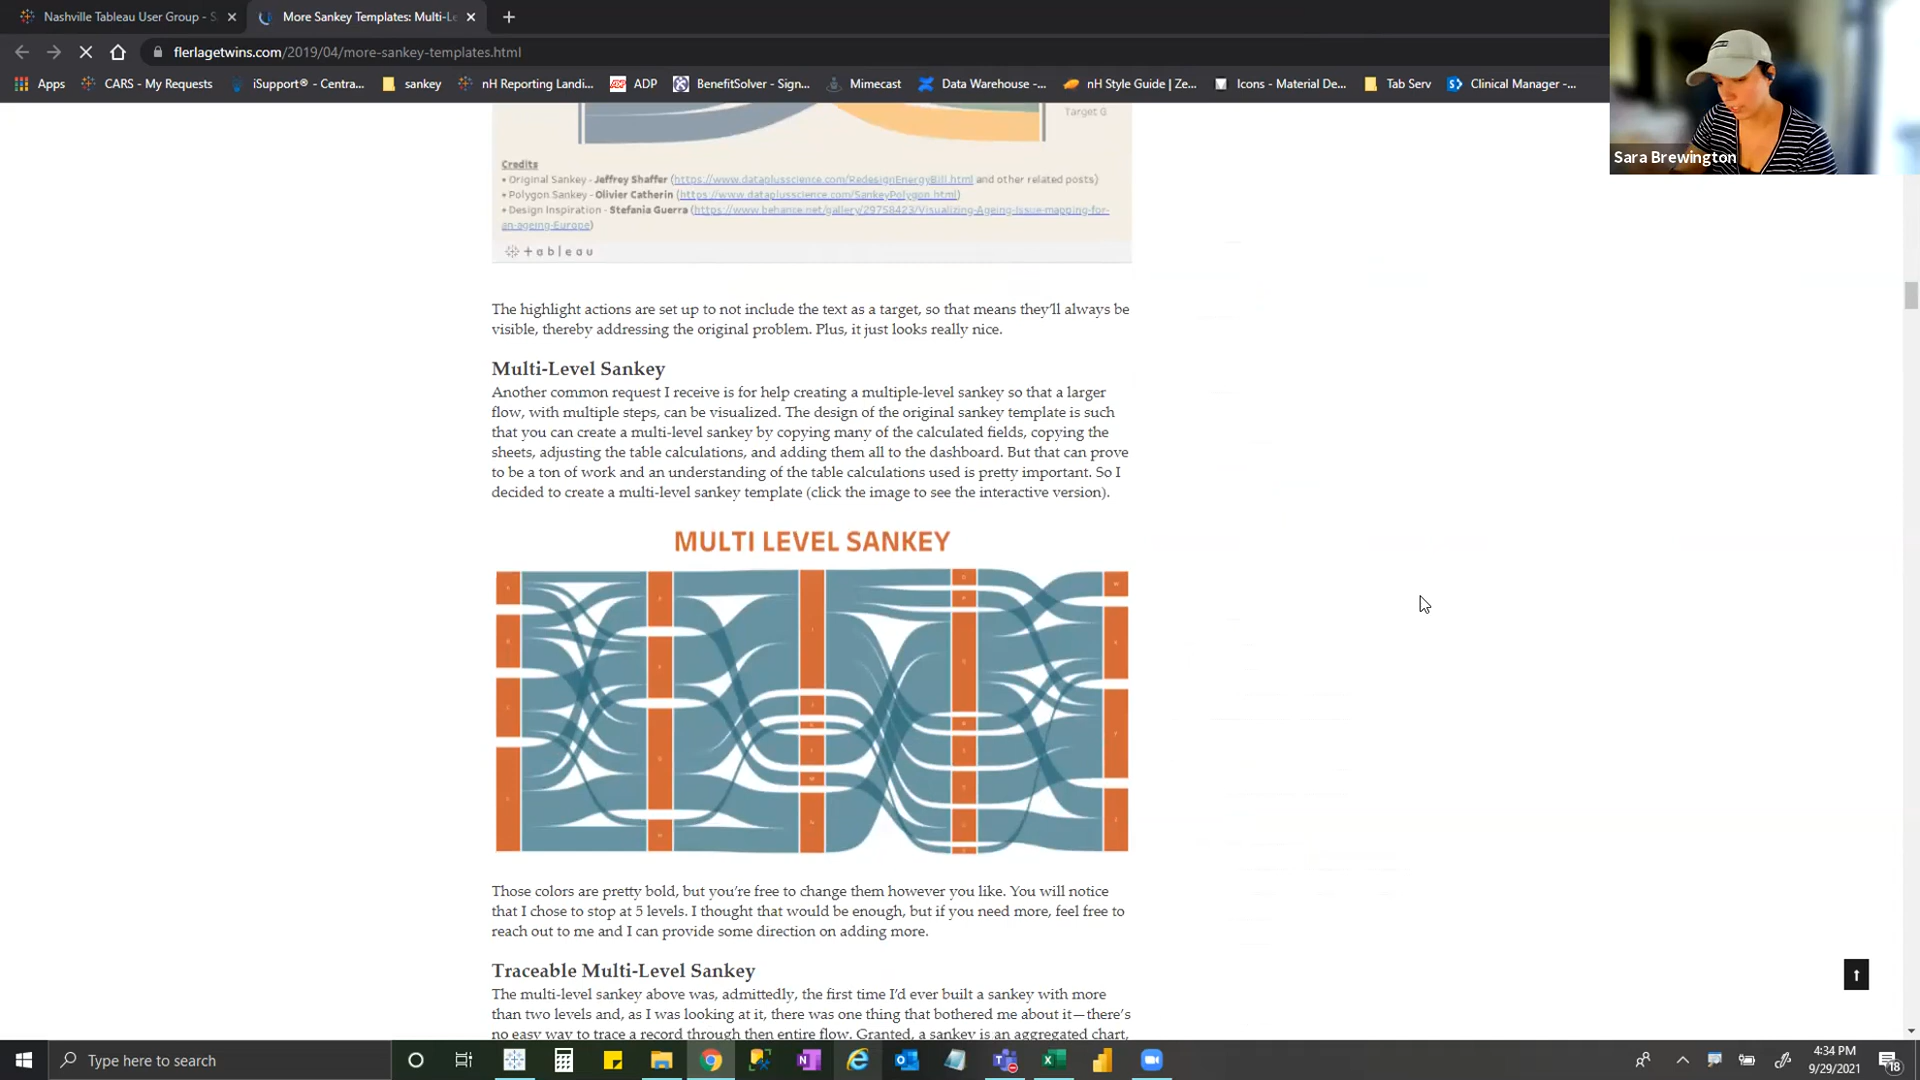 Nashville Tableau User Group - S
More Sankey Templates: Multi-Le
flerlagetwins.com/2019/04/more-sankey-templates.html
Apps
CARS - My Requests
iSupport® - Centra...
sankey
nH Reporting Landi...
ADP
BenefitSolver - Sign...
Mimecast
Data Warehouse -...
nH Style Guide | Ze...
Icons - Material De...
Tab Serv
Clinical Manager -...
Sara Brewington
Target G
Credits
• Original Sankey - Jeffrey Shaffer (https://www.dataplusscience.com/RedesignEnergyBill.html and other related posts)
• Polygon Sankey - Olivier Catherin (https://www.dataplusscience.com/SankeyPolygon.html)
• Design Inspiration - Stefania Guerra (https://www.behance.net/gallery/29758423/Visualizing-Ageing-Issue-mapping-for-
an-ageing-Europe)
+ableau
The highlight actions are set up to not include the text as a target, so that means they'll always be
visible, thereby addressing the original problem. Plus, it just looks really nice.
Multi-Level Sankey
Another common request I receive is for help creating a multiple-level sankey so that a larger
flow, with multiple steps, can be visualized. The design of the original sankey template is such
that you can create a multi-level sankey by copying many of the calculated fields, copying the
sheets, adjusting the table calculations, and adding them all to the dashboard. But that can prove
to be a ton of work and an understanding of the table calculations used is pretty important. So I
decided to create a multi-level sankey template (click the image to see the interactive version).
MULTI LEVEL SANKEY
Those colors are pretty bold, but you're free to change them however you like. You will notice
that I chose to stop at 5 levels. I thought that would be enough, but if you need more, feel free to
reach out to me and I can provide some direction on adding more.
Traceable Multi-Level Sankey
The multi-level sankey above was, admittedly, the first time I'd ever built a sankey with more
than two levels and, as I was looking at it, there was one thing that bothered me about it—there's
no easy way to trace a record through then entire flow. Granted, a sankey is an aggregated chart,
Type here to search
4:34 PM
9/29/2021
18